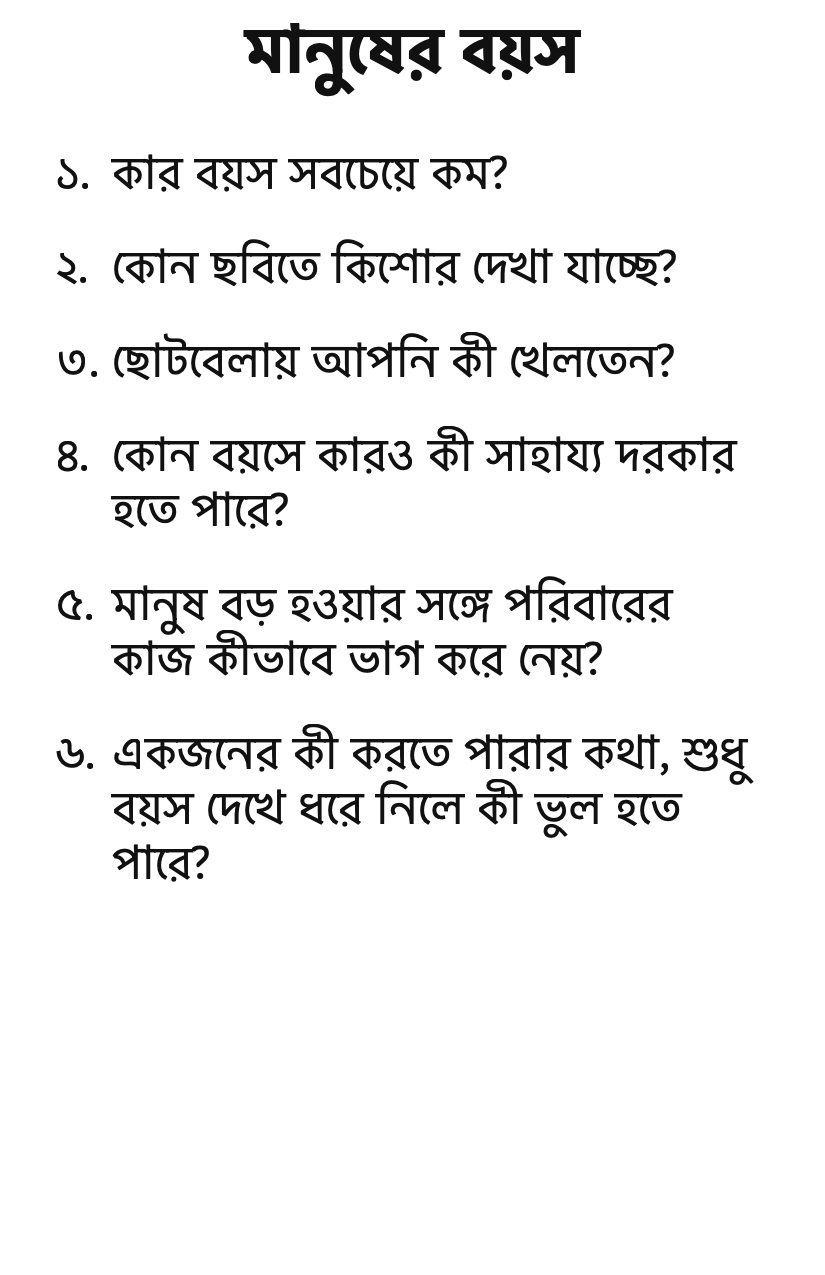 মানুষের বয়স
১. কার বয়স সবচেয়ে কম?
২. কোন ছবিতে কিশোর দেখা যাচ্ছে?
৩. ছোটবেলায় আপনি কী খেলতেন?
৪. কোন বয়সে কারও কী সাহায্য দরকার
হতে পারে?
৫. মানুষ বড় হওয়ার সঙ্গে পরিবারের
কাজ কীভাবে ভাগ করে নেয়?
৬. একজনের কী করতে পারার কথা, শুধু
বয়স দেখে ধরে নিলে কী ভুল হতে
পারে?